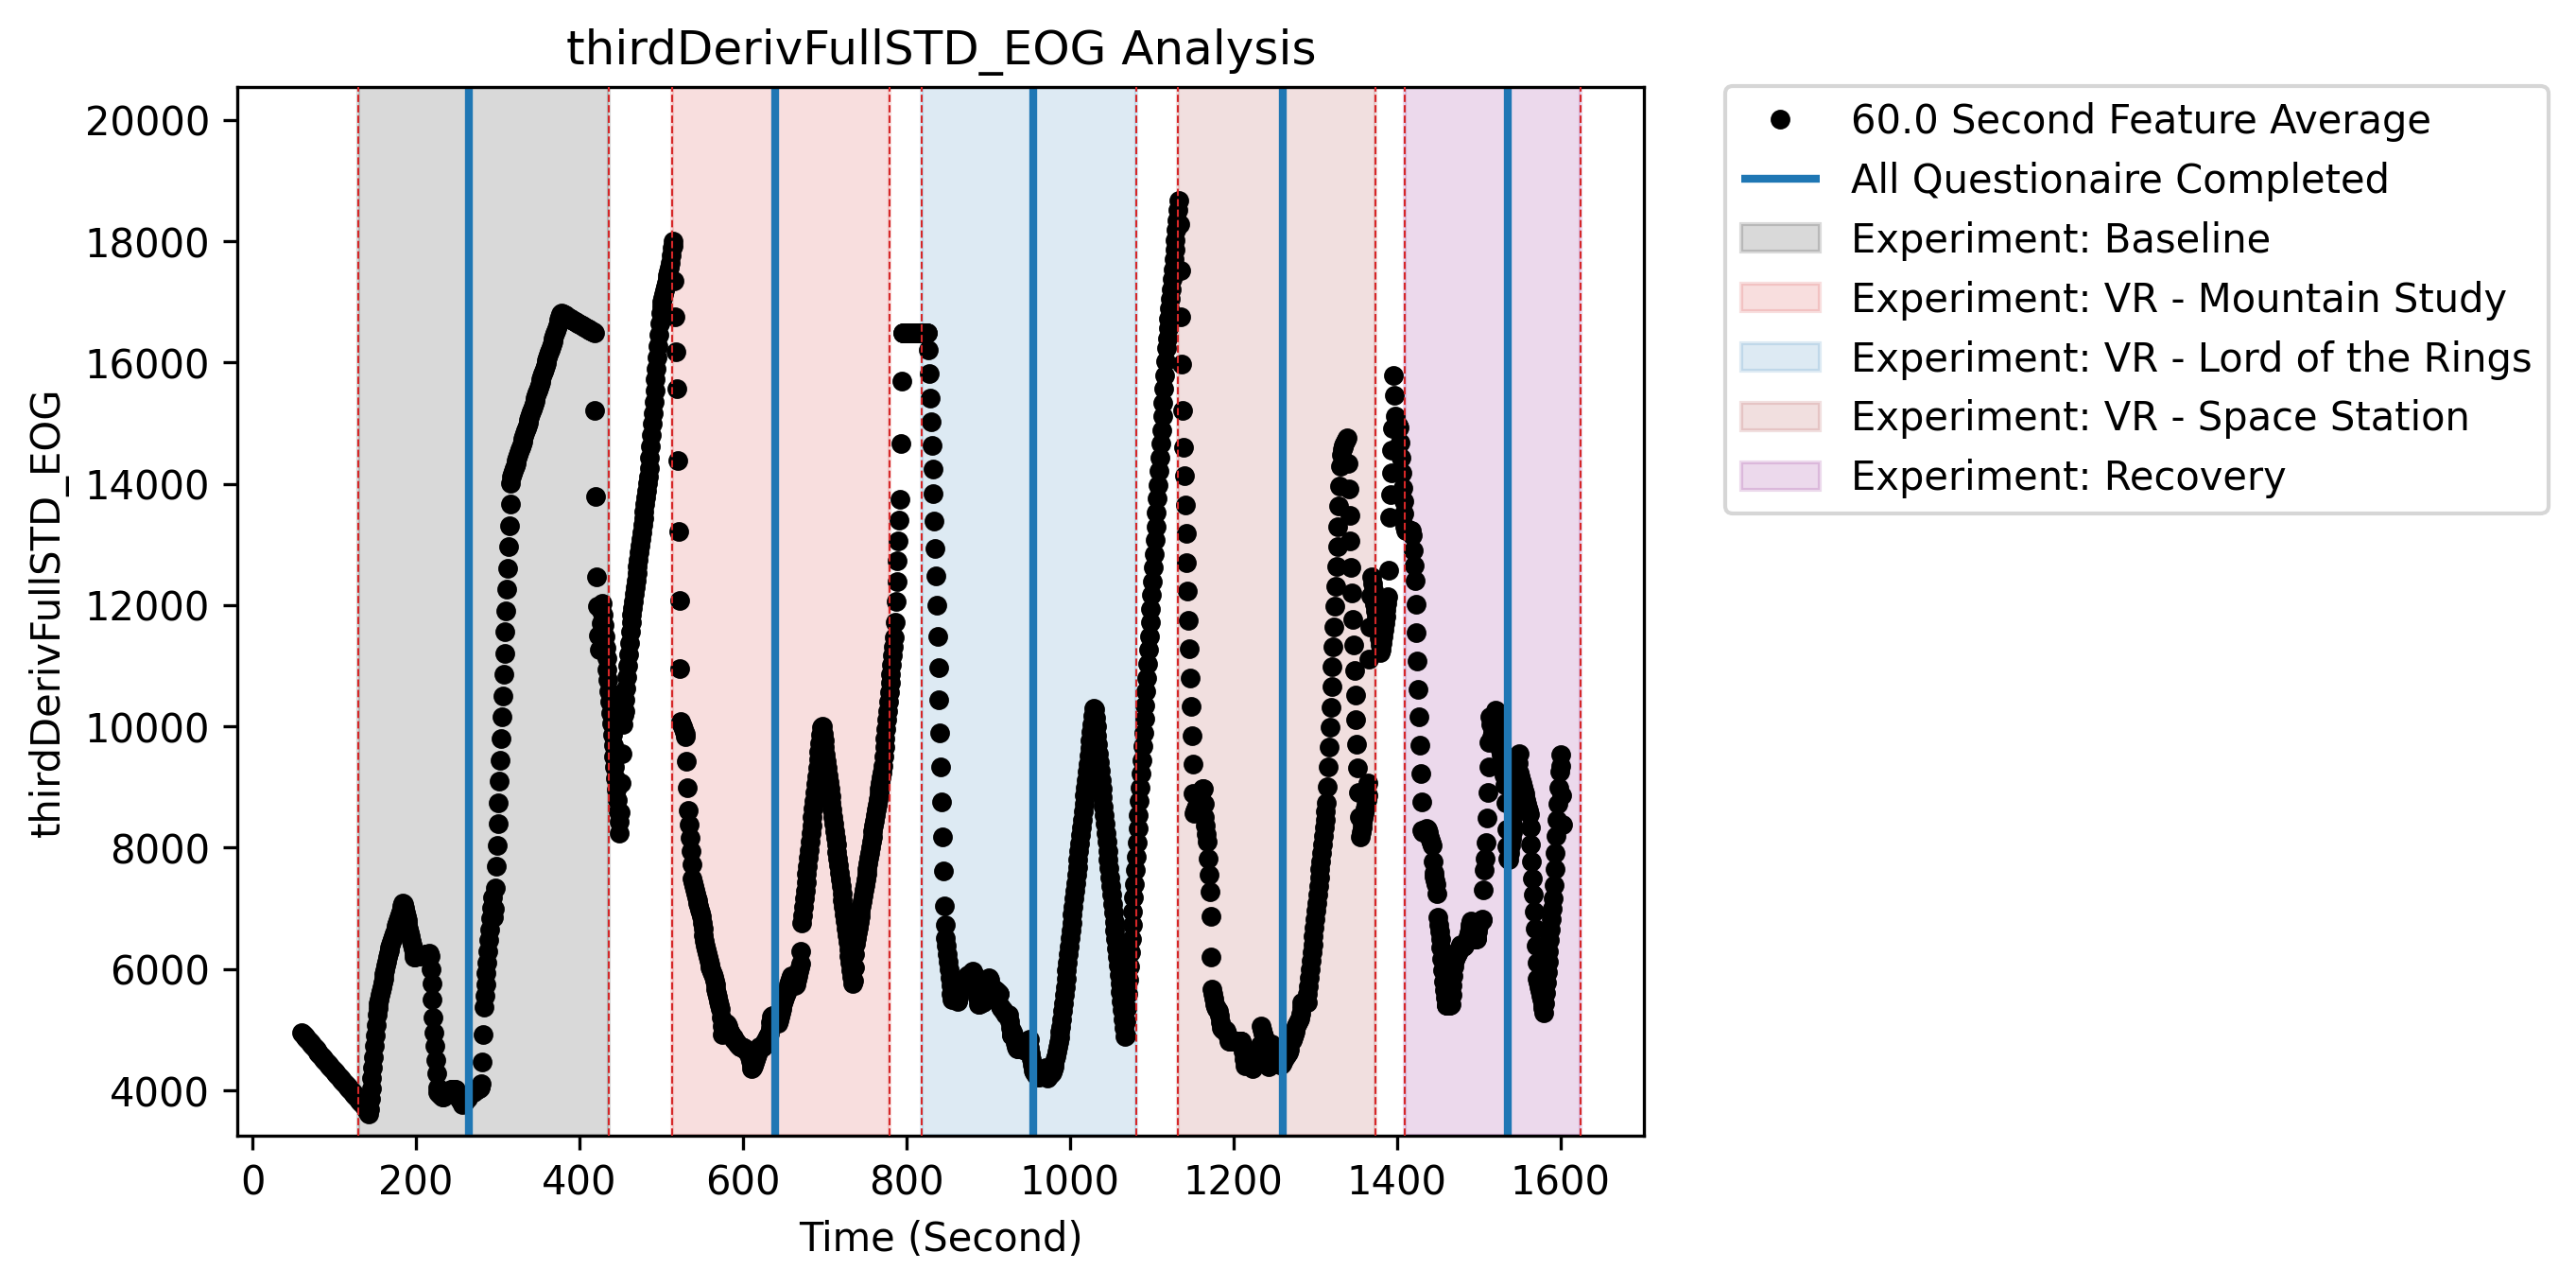 thirdDerivFullSTD_EOG Analysis
20000
18000
16000
14000
12000
10000
8000
6000
4000
thirdDerivFullSTD_EOG
0 200 400 600 800 1000 1200 1400 1600
Time (Second)
60.0 Second Feature Average
All Questionaire Completed
Experiment: Baseline
Experiment: VR - Mountain Study
Experiment: VR - Lord of the Rings
Experiment: VR - Space Station
Experiment: Recovery